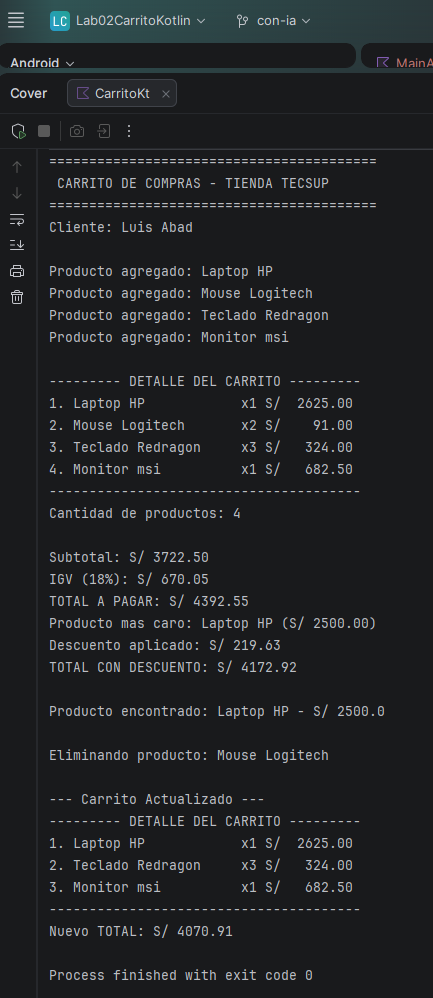 LC Lab02CarritoKotlin con-ia
Android MainA
Cover CarritoKt
=========================================
CARRITO DE COMPRAS - TIENDA TECSUP
=========================================
Cliente: Luis Abad
Producto agregado: Laptop HP
Producto agregado: Mouse Logitech
Producto agregado: Teclado Redragon
Producto agregado: Monitor msi
--------- DETALLE DEL CARRITO ---------
1. Laptop HP            x1 S/  2625.00
2. Mouse Logitech       x2 S/    91.00
3. Teclado Redragon     x3 S/   324.00
4. Monitor msi          x1 S/   682.50
---------------------------------------
Cantidad de productos: 4
Subtotal: S/ 3722.50
IGV (18%): S/ 670.05
TOTAL A PAGAR: S/ 4392.55
Producto mas caro: Laptop HP (S/ 2500.00)
Descuento aplicado: S/ 219.63
TOTAL CON DESCUENTO: S/ 4172.92
Producto encontrado: Laptop HP - S/ 2500.0
Eliminando producto: Mouse Logitech
--- Carrito Actualizado ---
--------- DETALLE DEL CARRITO ---------
1. Laptop HP            x1 S/  2625.00
2. Teclado Redragon     x3 S/   324.00
3. Monitor msi          x1 S/   682.50
---------------------------------------
Nuevo TOTAL: S/ 4070.91
Process finished with exit code 0